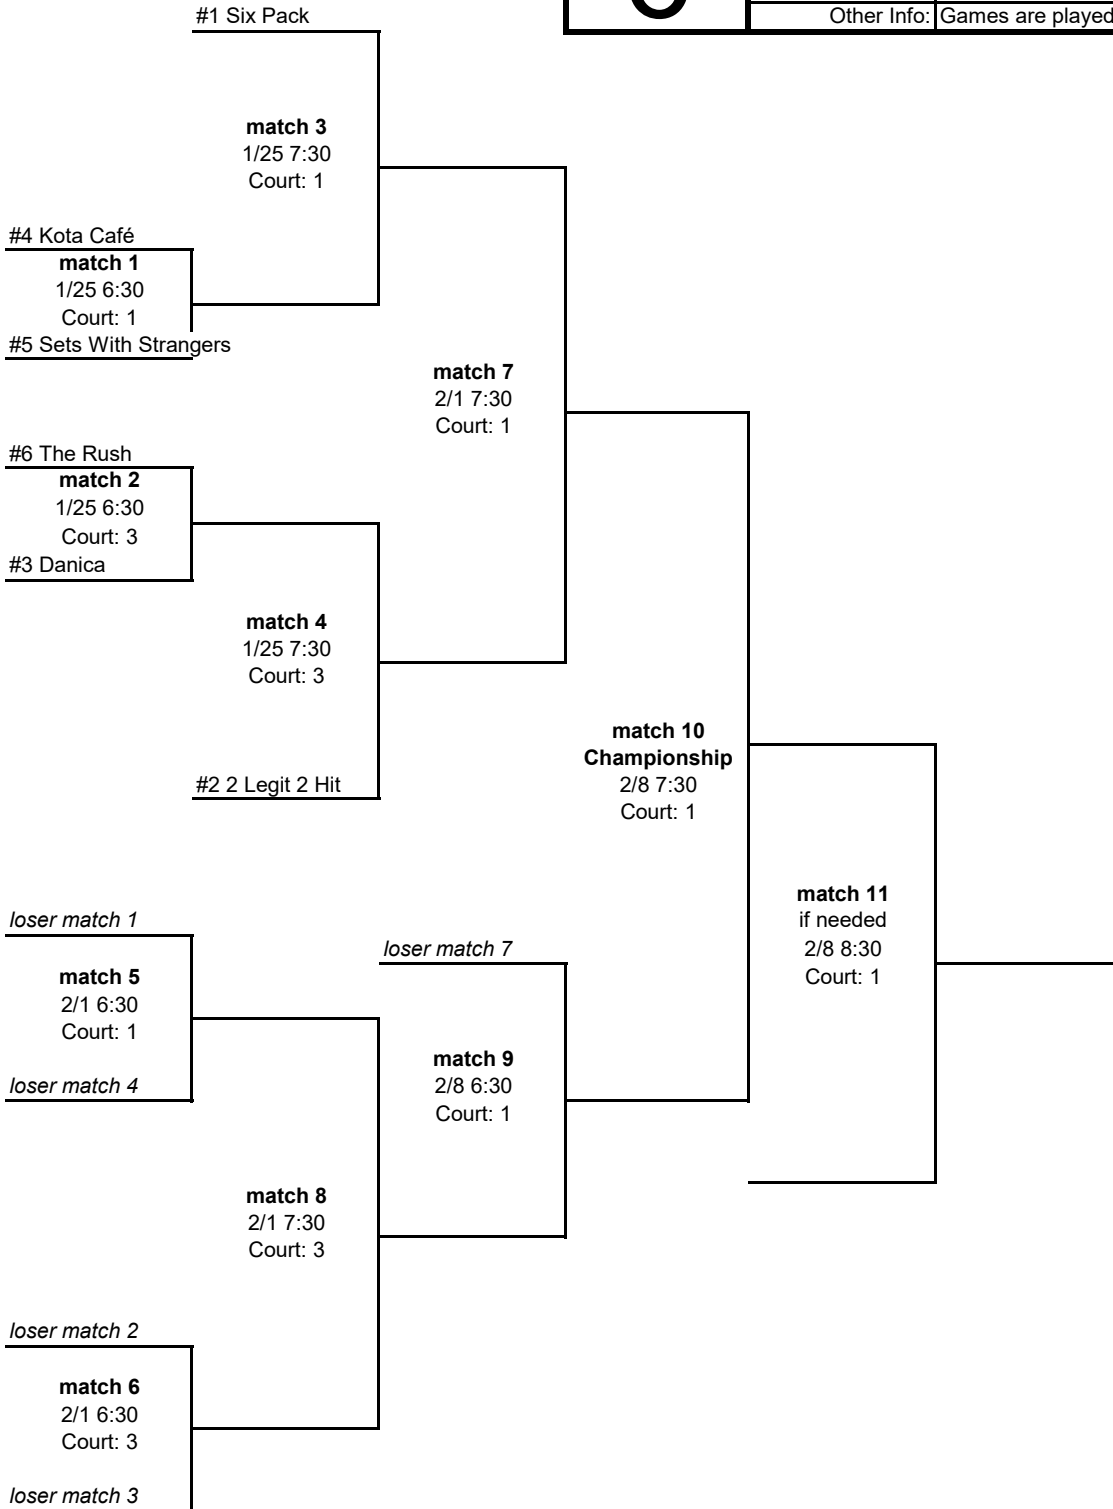 #1 Six Pack
Other Info: Games are played
match 3
1/25 7:30
Court: 1
#4 Kota Café
match 1
1/25 6:30
Court: 1
#5 Sets With Strangers
match 7
2/1 7:30
Court: 1
#6 The Rush
match 2
1/25 6:30
Court: 3
#3 Danica
match 4
1/25 7:30
Court: 3
#2 2 Legit 2 Hit
match 10
Championship
2/8 7:30
Court: 1
match 11
if needed
2/8 8:30
Court: 1
loser match 1
match 5
2/1 6:30
Court: 1
loser match 4
loser match 7
match 9
2/8 6:30
Court: 1
match 8
2/1 7:30
Court: 3
loser match 2
match 6
2/1 6:30
Court: 3
loser match 3